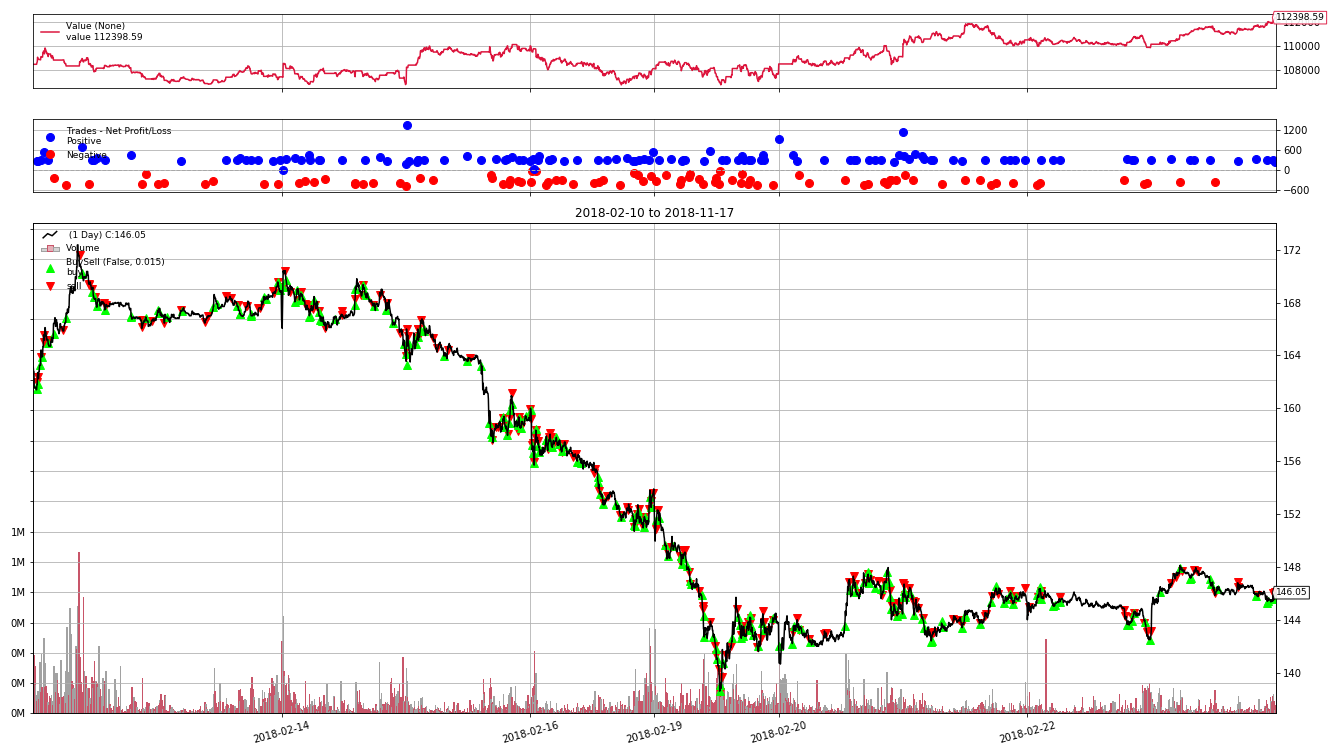 Value (None)
value 112398.59
112398.59
112000
110000
108000
Trades - Net Profit/Loss
Positive
Negative
1200
600
0
−600
2018-02-10 to 2018-11-17
(1 Day) C:146.05
Volume
BuySell (False, 0.015)
buy
sell
172
168
164
160
156
152
148
146.05
144
140
1M
1M
1M
0M
0M
0M
0M
2018-02-14
2018-02-16
2018-02-19
2018-02-20
2018-02-22